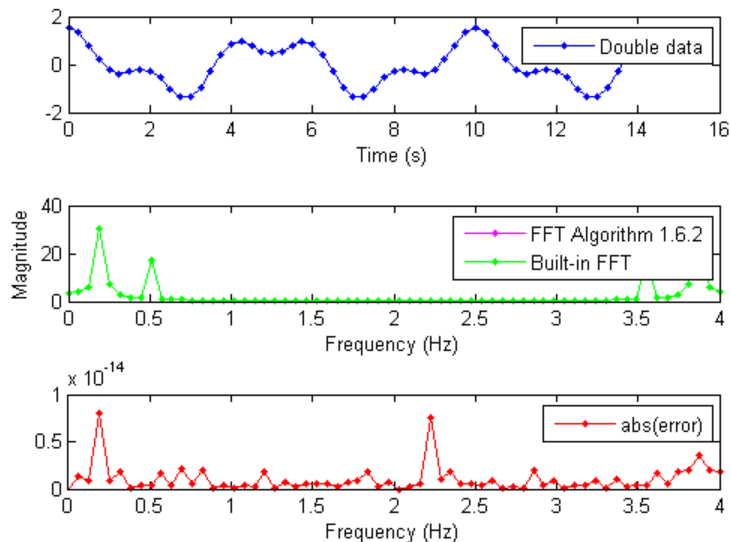 2
0
-2
Double data
0 2 4 6 8 10 12 14 16
Time (s)
40
20
0
Magnitude
FFT Algorithm 1.6.2
Built-in FFT
0 0.5 1 1.5 2 2.5 3 3.5 4
Frequency (Hz)
x 10^-14
1
0.5
0
abs(error)
0 0.5 1 1.5 2 2.5 3 3.5 4
Frequency (Hz)